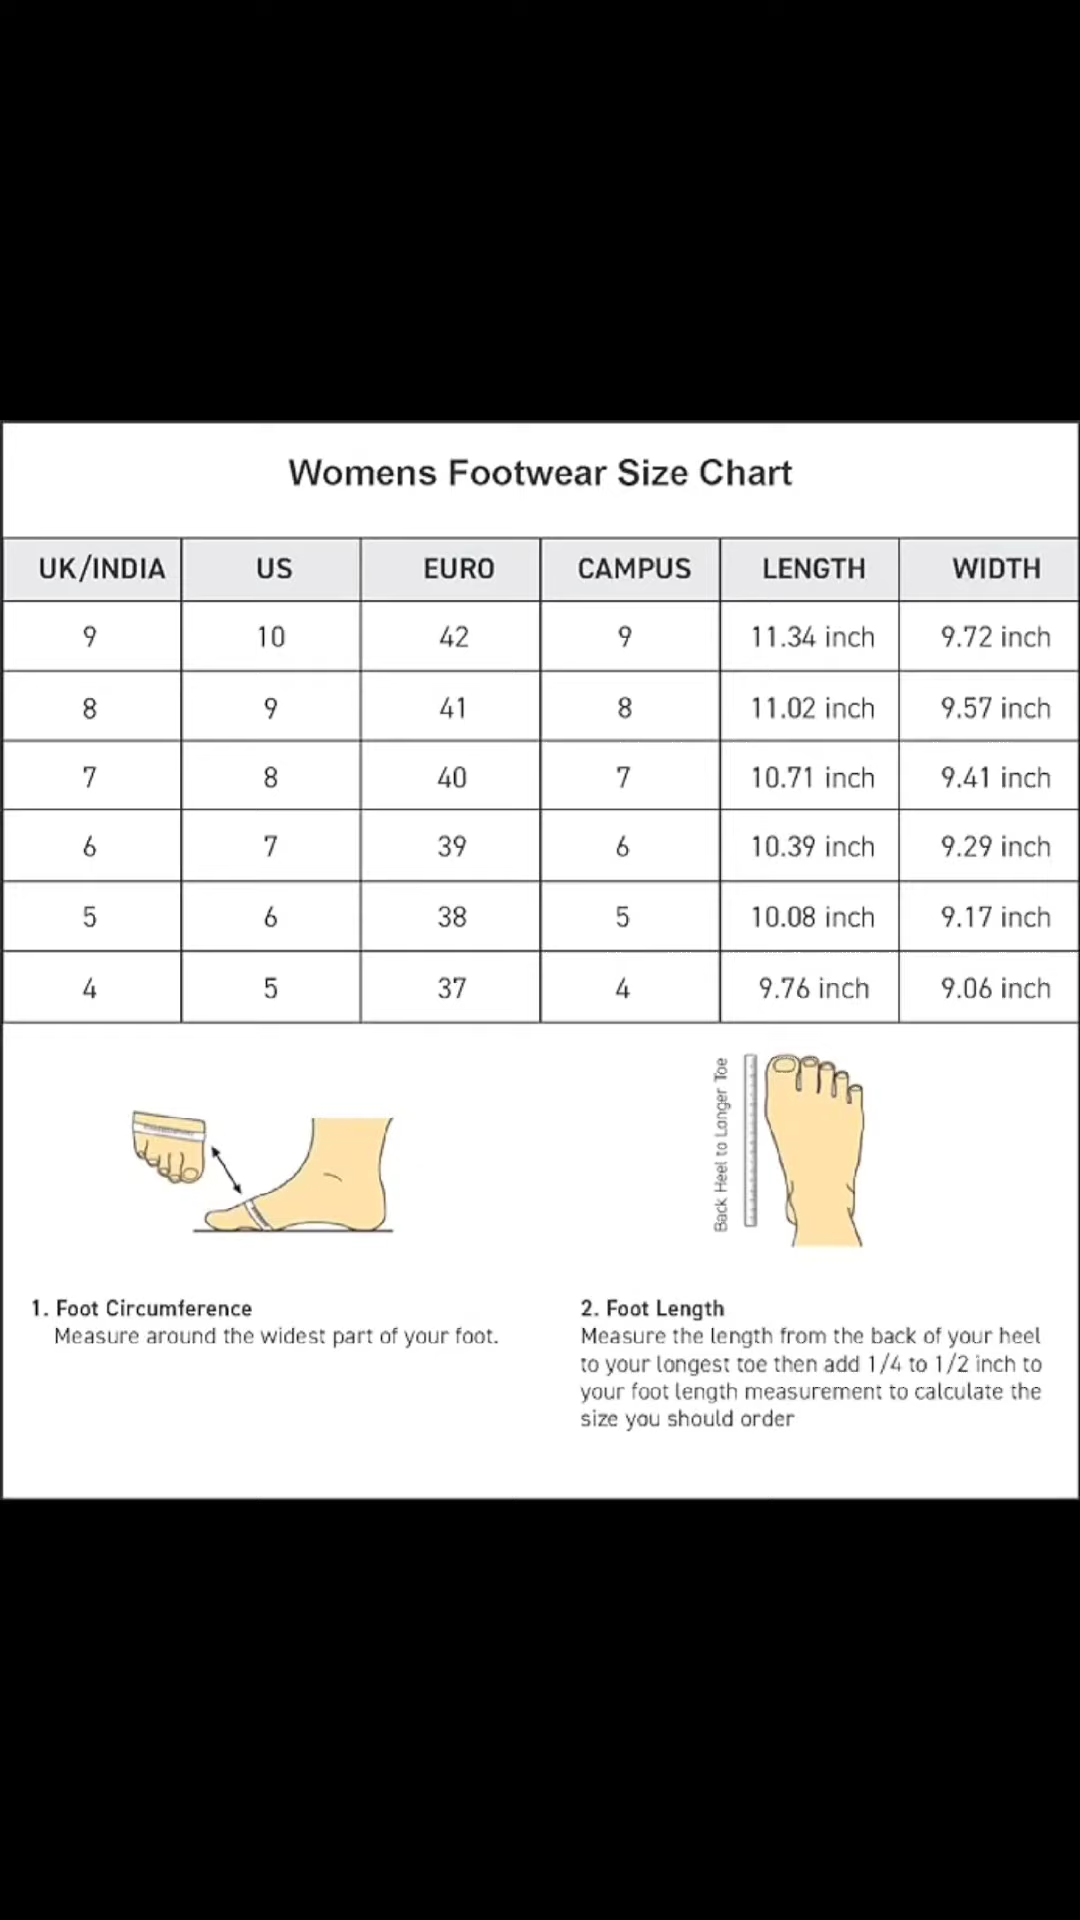 Womens Footwear Size Chart
UK/INDIA US EURO CAMPUS LENGTH WIDTH
9 10 42 9 11.34 inch 9.72 inch
8 9 41 8 11.02 inch 9.57 inch
7 8 40 7 10.71 inch 9.41 inch
6 7 39 6 10.39 inch 9.29 inch
5 6 38 5 10.08 inch 9.17 inch
4 5 37 4 9.76 inch 9.06 inch
Back Heel to Longer Toe
1. Foot Circumference
Measure around the widest part of your foot.
2. Foot Length
Measure the length from the back of your heel
to your longest toe then add 1/4 to 1/2 inch to
your foot length measurement to calculate the
size you should order